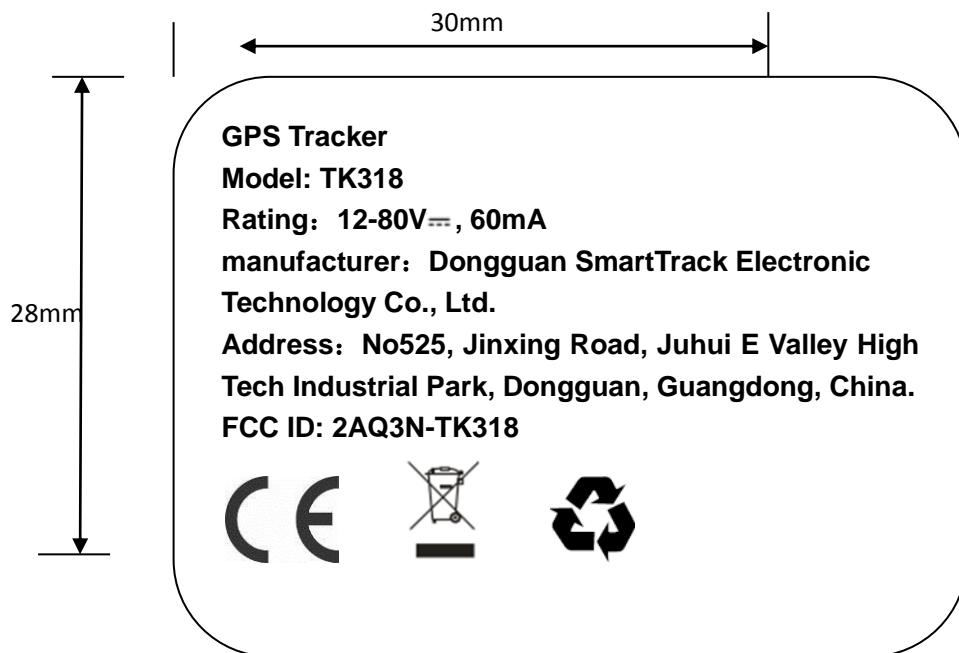 30mm
GPS Tracker
Model: TK318
Rating：12-80V⎓, 60mA
manufacturer：Dongguan SmartTrack Electronic
Technology Co., Ltd.
28mm
Address：No525, Jinxing Road, Juhui E Valley High
Tech Industrial Park, Dongguan, Guangdong, China.
FCC ID: 2AQ3N-TK318
CE